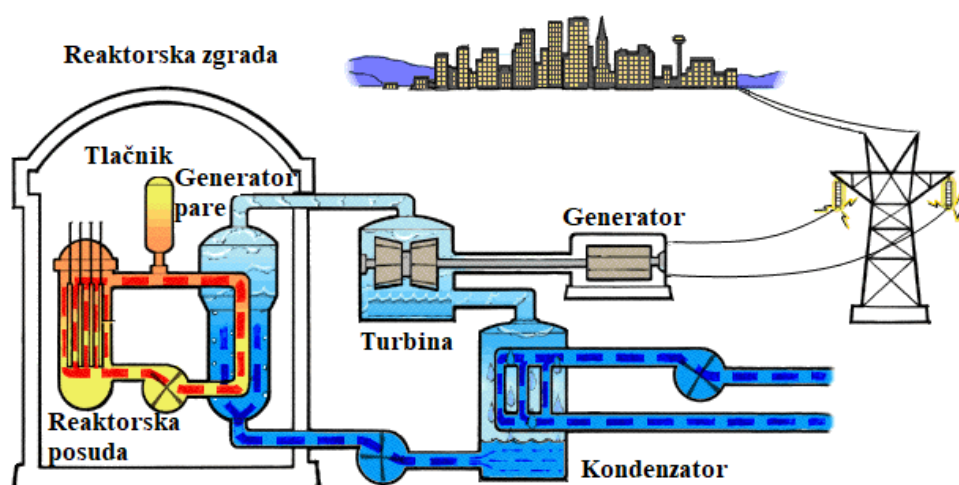 Reaktorska zgrada
Tlačnik
Generator
pare
Generator
Turbina
Reaktorska
posuda
Kondenzator